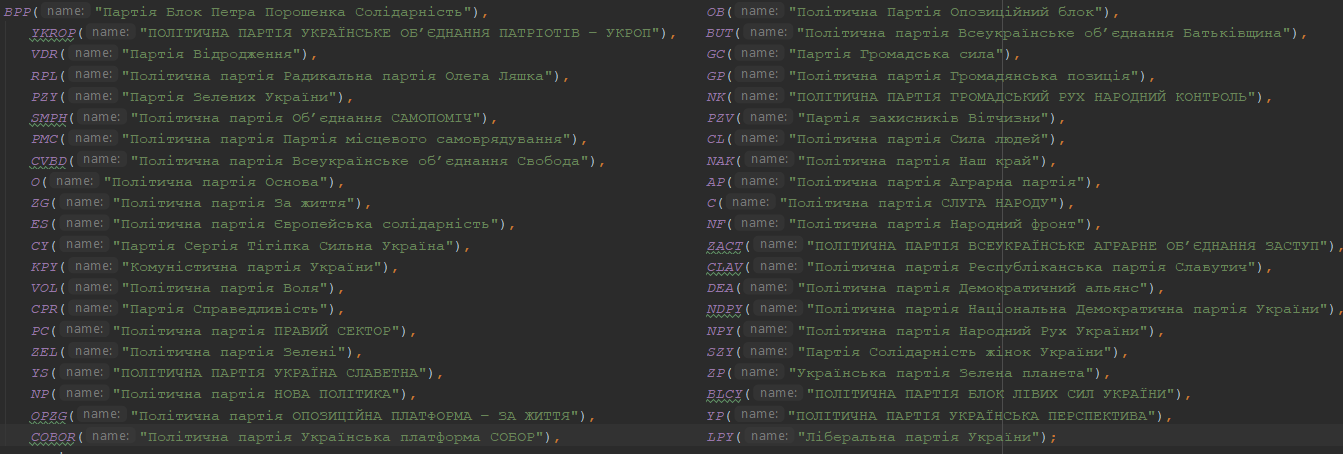 BPP( name: "Партія Блок Петра Порошенка Солідарність"),
YKROP( name: "ПОЛІТИЧНА ПАРТІЯ УКРАЇНСЬКЕ ОБ’ЄДНАННЯ ПАТРІОТІВ – УКРОП"),
VDR( name: "Партія Відродження"),
RPL( name: "Політична партія Радикальна партія Олега Ляшка"),
PZY( name: "Партія Зелених України"),
SMPH( name: "Політична партія Об’єднання САМОПОМІЧ"),
PMC( name: "Політична партія Партія місцевого самоврядування"),
CVBD( name: "Політична партія Всеукраїнське об’єднання Свобода"),
O( name: "Політична партія Основа"),
ZG( name: "Політична партія За життя"),
ES( name: "Політична партія Європейська солідарність"),
CY( name: "Партія Сергія Тігіпка Сильна Україна"),
KPY( name: "Комуністична партія України"),
VOL( name: "Політична партія Воля"),
CPR( name: "Партія Справедливість"),
PC( name: "Політична партія ПРАВИЙ СЕКТОР"),
ZEL( name: "Політична партія Зелені"),
YS( name: "ПОЛІТИЧНА ПАРТІЯ УКРАЇНА СЛАВЕТНА"),
NP( name: "Політична партія НОВА ПОЛІТИКА"),
OPZG( name: "Політична партія ОПОЗИЦІЙНА ПЛАТФОРМА – ЗА ЖИТТЯ"),
COBOR( name: "Політична партія Українська платформа СОБОР"),
OB( name: "Політична Партія Опозиційний блок"),
BUT( name: "Політична партія Всеукраїнське об’єднання Батьківщина"),
GC( name: "Партія Громадська сила"),
GP( name: "Політична партія Громадянська позиція"),
NK( name: "ПОЛІТИЧНА ПАРТІЯ ГРОМАДСЬКИЙ РУХ НАРОДНИЙ КОНТРОЛЬ"),
PZV( name: "Партія захисників Вітчизни"),
CL( name: "Політична партія Сила людей"),
NAK( name: "Політична партія Наш край"),
AP( name: "Політична партія Аграрна партія"),
C( name: "Політична партія СЛУГА НАРОДУ"),
NF( name: "Політична партія Народний фронт"),
ZACT( name: "ПОЛІТИЧНА ПАРТІЯ ВСЕУКРАЇНСЬКЕ АГРАРНЕ ОБ’ЄДНАННЯ ЗАСТУП"),
CLAV( name: "Політична партія Республіканська партія Славутич"),
DEA( name: "Політична партія Демократичний альянс"),
NDPY( name: "Політична партія Національна Демократична партія України"),
NPY( name: "Політична партія Народний Рух України"),
SZY( name: "Партія Солідарність жінок України"),
ZP( name: "Українська партія Зелена планета"),
BLCY( name: "ПОЛІТИЧНА ПАРТІЯ БЛОК ЛІВИХ СИЛ УКРАЇНИ"),
YP( name: "ПОЛІТИЧНА ПАРТІЯ УКРАЇНСЬКА ПЕРСПЕКТИВА"),
LPY( name: "Ліберальна партія України");